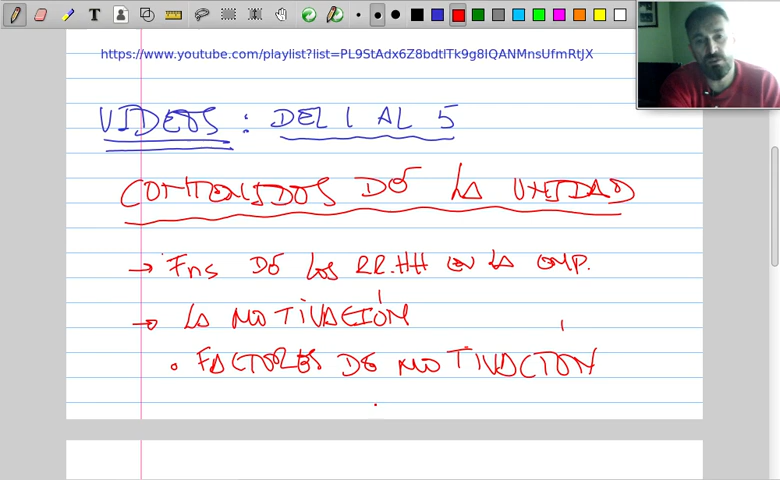 https://www.youtube.com/playlist?list=PL9StAdx6Z8bdtlTk9g8IQANMnsUfmRtJX
VIDEOS: DEL 1 AL 5
CONTENIDOS DE LA UNIDAD
→ Fns DE LOS RR.HH EN LA EMP.
→ LA MOTIVACIÓN
• FACTORES DE MOTIVACION